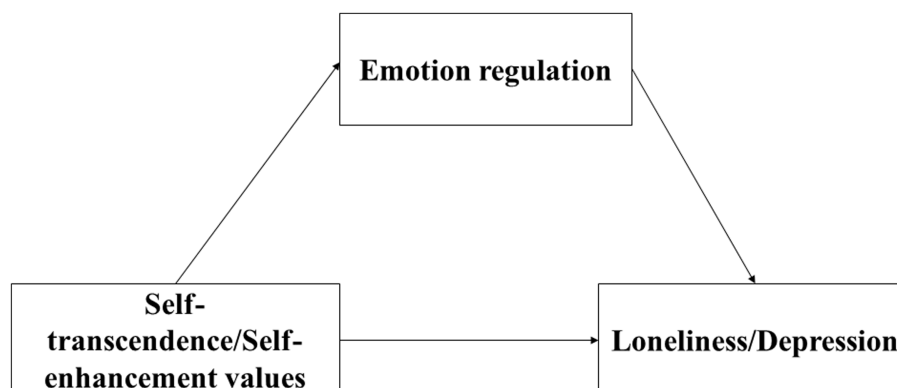 Emotion regulation
Self-
transcendence/Self-
enhancement values
Loneliness/Depression